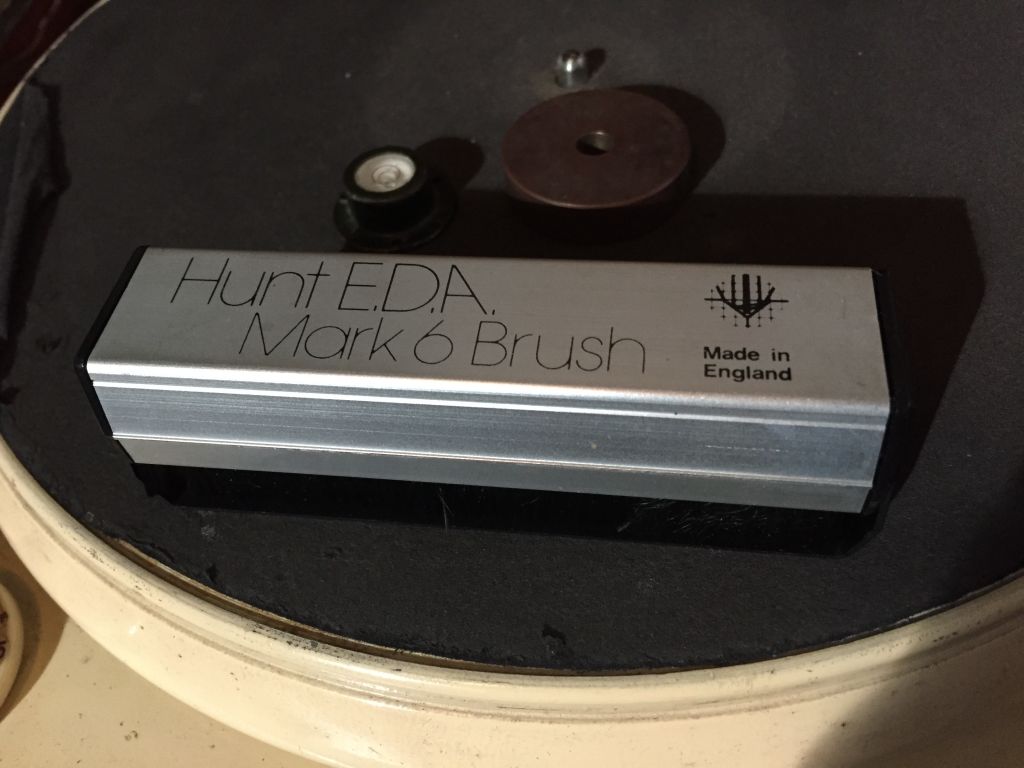 Hunt E.D.A.
Mark 6 Brush
Made in
England